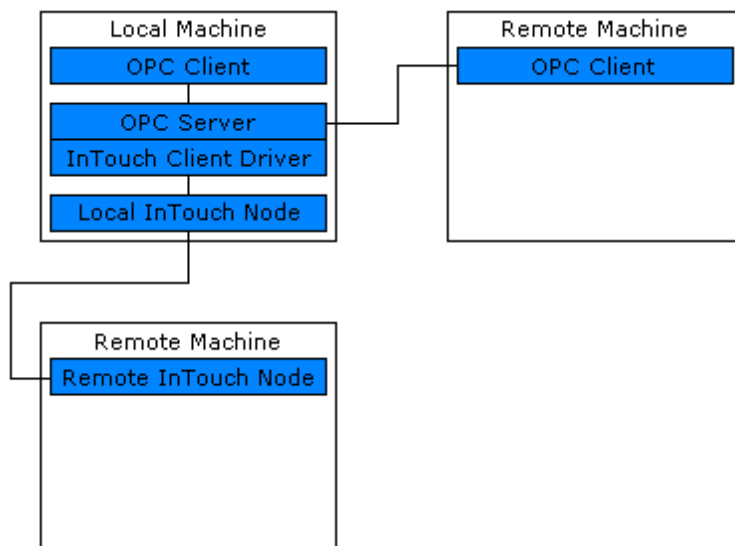 Local Machine
OPC Client
OPC Server
InTouch Client Driver
Local InTouch Node
Remote Machine
OPC Client
Remote Machine
Remote InTouch Node